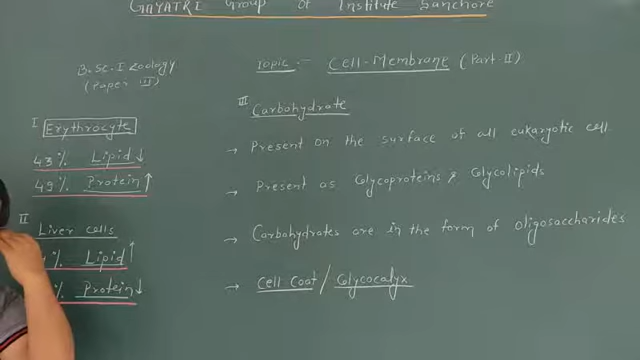 GAYATRI Group of Institute Sanchore
B.SC-I Zoology
(Paper III)
Topic :- Cell-Membrane (Part-II)
I Erythrocyte
43% Lipid ↓
49% Protein ↑
II Liver cells
% Lipid ↑
% Protein ↓
III Carbohydrate
→ Present on the surface of all eukaryotic cell
→ Present as Glycoproteins & Glycolipids
→ Carbohydrates are in the form of oligosaccharides
→ Cell coat / Glycocalyx